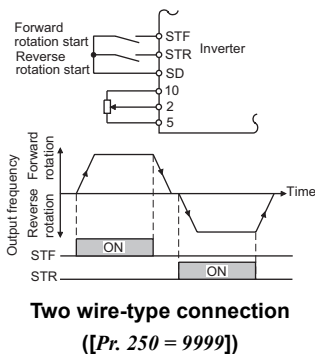 Forward
rotation start
Reverse
rotation start
STF
STR
SD
10
2
5
Inverter
Output frequency
Reverse rotation
Forward rotation
Time
ON
STF
ON
STR
Two wire-type connection
([Pr. 250 = 9999])